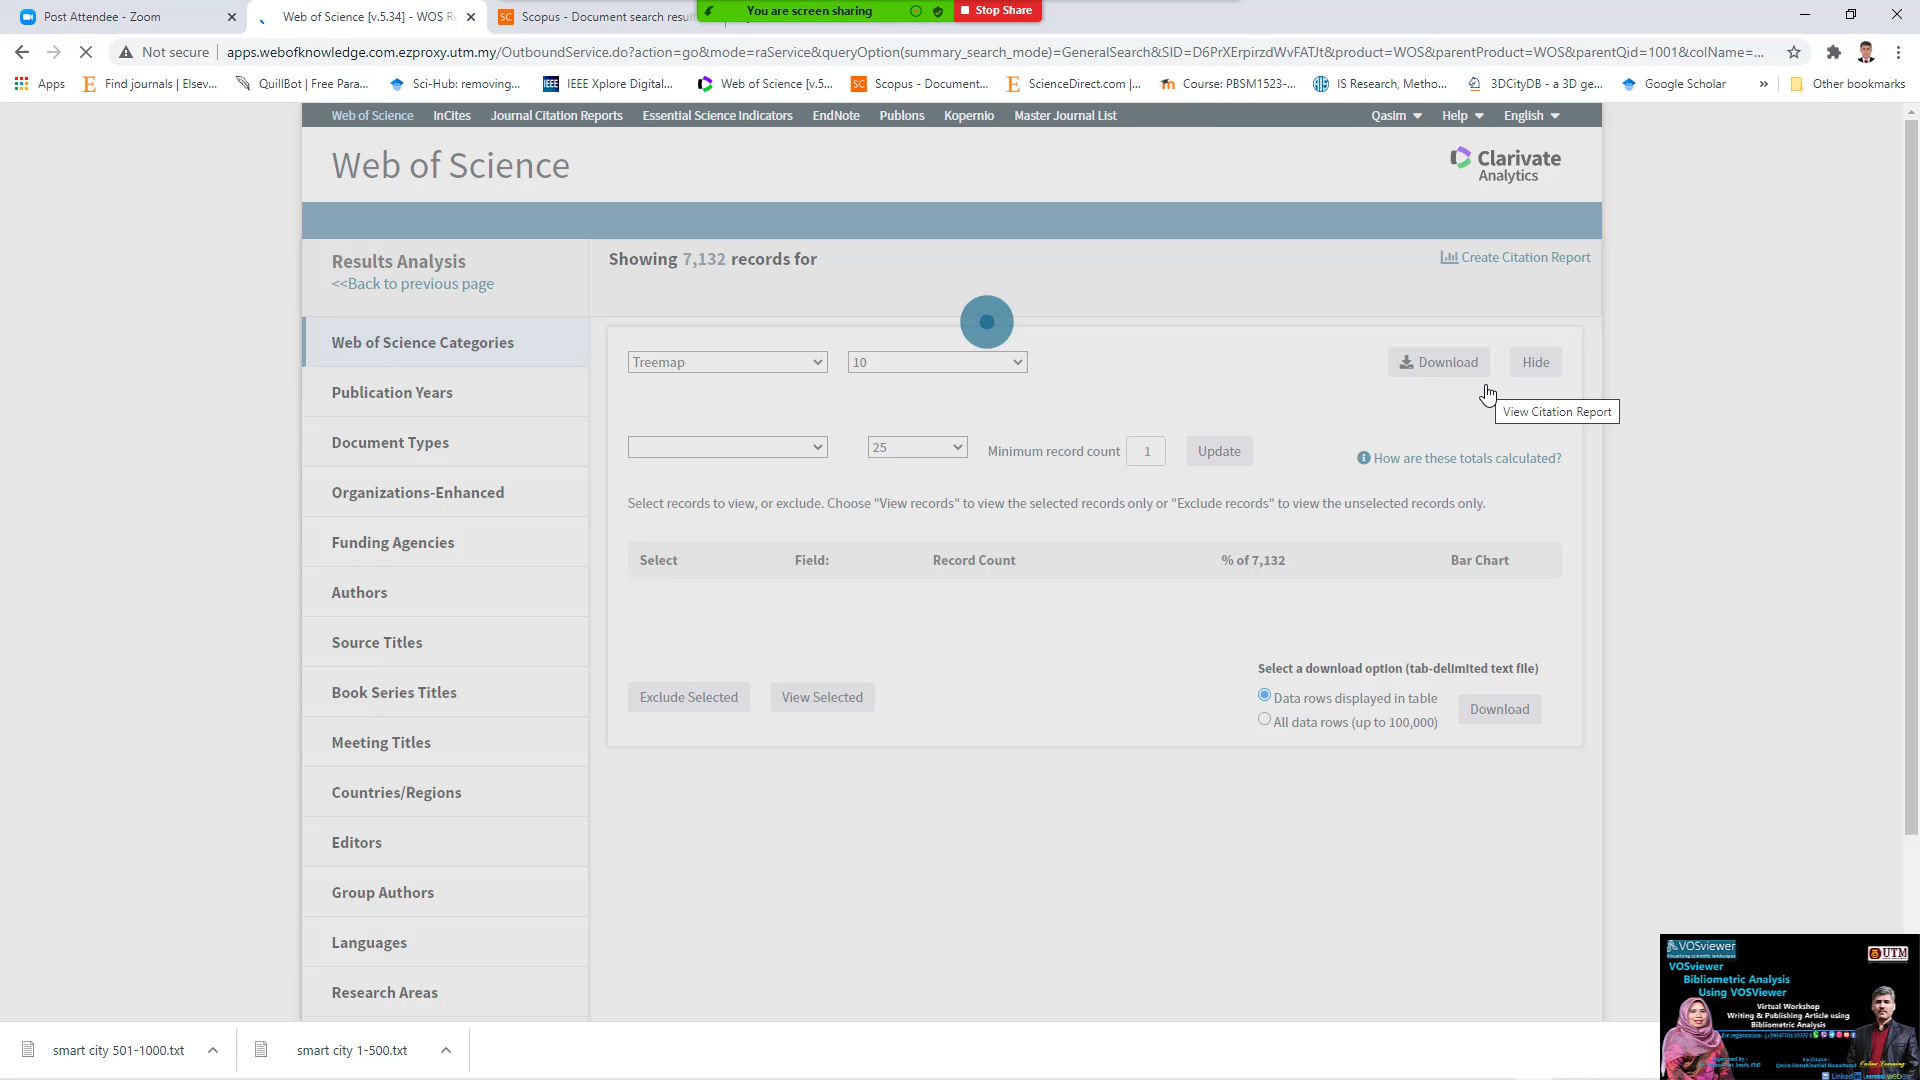 Post Attendee - Zoom
Web of Science [v.5.34] - WOS Re
Scopus - Document search resul
You are screen sharing
Stop Share
Not secure
apps.webofknowledge.com.ezproxy.utm.my/OutboundService.do?action=go&mode=raService&queryOption(summary_search_mode)=GeneralSearch&SID=D6PrXErpirzdWvFATJt&product=WOS&parentProduct=WOS&parentQid=1001&colName=...
Apps
Find journals | Elsev...
QuillBot | Free Para...
Sci-Hub: removing...
IEEE Xplore Digital...
Web of Science [v.5...
Scopus - Document...
ScienceDirect.com |...
Course: PBSM1523-...
IS Research, Metho...
3DCityDB - a 3D ge...
Google Scholar
»
Other bookmarks
Web of Science
InCites
Journal Citation Reports
Essential Science Indicators
EndNote
Publons
Kopernio
Master Journal List
Qasim
Help
English
Web of Science
Clarivate
Analytics
Results Analysis
<<Back to previous page
Showing 7,132 records for
Create Citation Report
Web of Science Categories
Publication Years
Document Types
Organizations-Enhanced
Funding Agencies
Authors
Source Titles
Book Series Titles
Meeting Titles
Countries/Regions
Editors
Group Authors
Languages
Research Areas
Treemap
10
Download
Hide
View Citation Report
25
Minimum record count
1
Update
How are these totals calculated?
Select records to view, or exclude. Choose "View records" to view the selected records only or "Exclude records" to view the unselected records only.
Select
Field:
Record Count
% of 7,132
Bar Chart
Select a download option (tab-delimited text file)
Exclude Selected
View Selected
Data rows displayed in table
All data rows (up to 100,000)
Download
smart city 501-1000.txt
smart city 1-500.txt
VOSviewer
UTM
VOSviewer
Bibliometric Analysis
Using VOSViewer
Virtual Workshop
Writing & Publishing Article using
Bibliometric Analysis